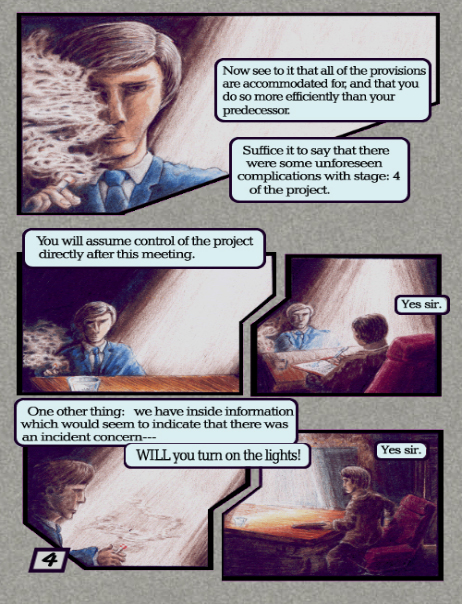 Now see to it that all of the provisions
are accommodated for, and that you
do so more efficiently than your
predecessor.
Suffice it to say that there
were some unforeseen
complications with stage: 4
of the project.
You will assume control of the project
directly after this meeting.
Yes sir.
One other thing: we have inside information
which would seem to indicate that there was
an incident concern---
WILL you turn on the lights!
Yes sir.
4